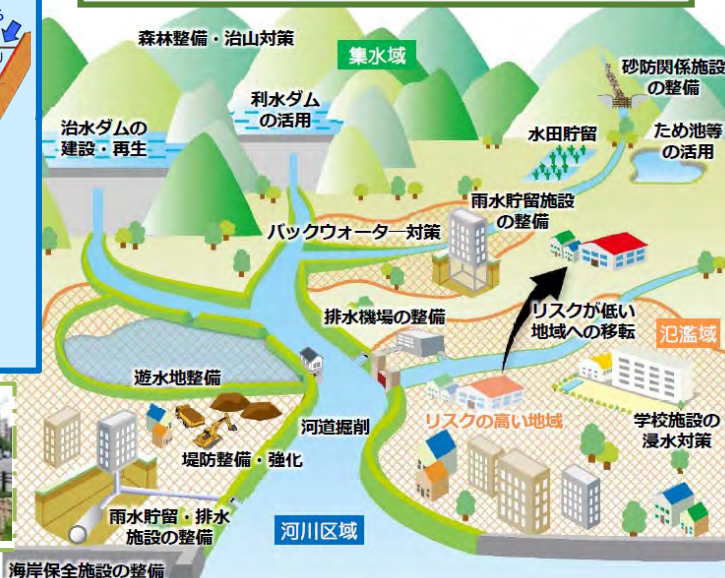 森林整備・治山対策
集水域
砂防関係施設
の整備
治水ダムの
建設・再生
利水ダム
の活用
水田貯留
ため池等
の活用
雨水貯留施設
の整備
バックウォーター対策
排水機場の整備
リスクが低い
地域への移転
氾濫域
遊水地整備
リスクの高い地域
河道掘削
学校施設の
浸水対策
堤防整備・強化
雨水貯留・排水
施設の整備
河川区域
海岸保全施設の整備